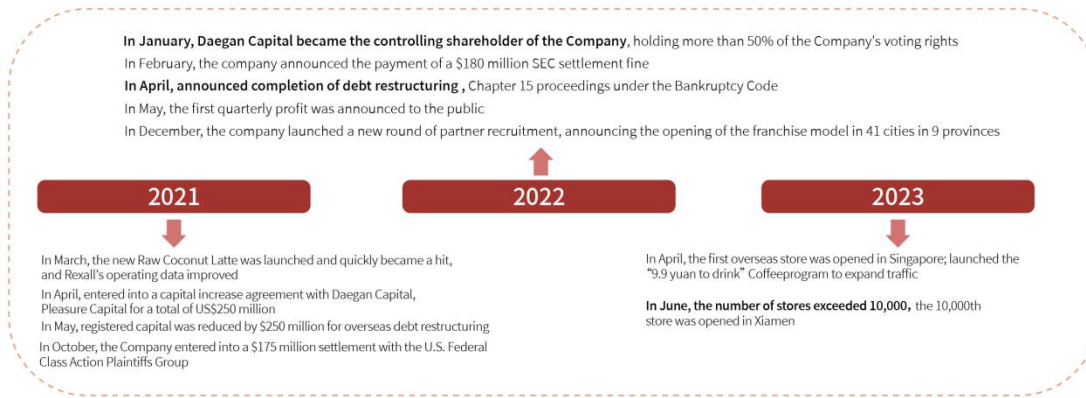 In January, Daegan Capital became the controlling shareholder of the Company, holding more than 50% of the Company's voting rights
In February, the company announced the payment of a $180 million SEC settlement fine
In April, announced completion of debt restructuring , Chapter 15 proceedings under the Bankruptcy Code
In May, the first quarterly profit was announced to the public
In December, the company launched a new round of partner recruitment, announcing the opening of the franchise model in 41 cities in 9 provinces
2021
2022
2023
In March, the new Raw Coconut Latte was launched and quickly became a hit,
and Rexall's operating data improved
In April, entered into a capital increase agreement with Daegan Capital,
Pleasure Capital for a total of US$250 million
In May, registered capital was reduced by $250 million for overseas debt restructuring
In October, the Company entered into a $175 million settlement with the U.S. Federal
Class Action Plaintiffs Group
In April, the first overseas store was opened in Singapore; launched the
“9.9 yuan to drink” Coffeeprogram to expand traffic
In June, the number of stores exceeded 10,000, the 10,000th
store was opened in Xiamen